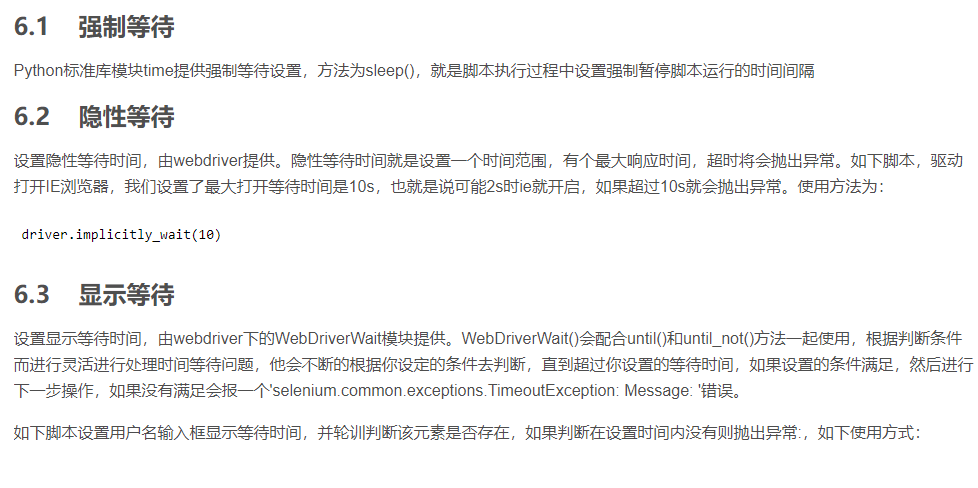 6.1 强制等待
Python标准库模块time提供强制等待设置，方法为sleep()，就是脚本执行过程中设置强制暂停脚本运行的时间间隔
6.2 隐性等待
设置隐性等待时间，由webdriver提供。隐性等待时间就是设置一个时间范围，有个最大响应时间，超时将会抛出异常。如下脚本，驱动
打开IE浏览器，我们设置了最大打开等待时间是10s，也就是说可能2s时ie就开启，如果超过10s就会抛出异常。使用方法为：
driver.implicitly_wait(10)
6.3 显示等待
设置显示等待时间，由webdriver下的WebDriverWait模块提供。WebDriverWait()会配合until()和until_not()方法一起使用，根据判断条件
而进行灵活进行处理时间等待问题，他会不断的根据你设定的条件去判断，直到超过你设置的等待时间，如果设置的条件满足，然后进行
下一步操作，如果没有满足会报一个'selenium.common.exceptions.TimeoutException: Message: '错误。
如下脚本设置用户名输入框显示等待时间，并轮训判断该元素是否存在，如果判断在设置时间内没有则抛出异常:，如下使用方式：